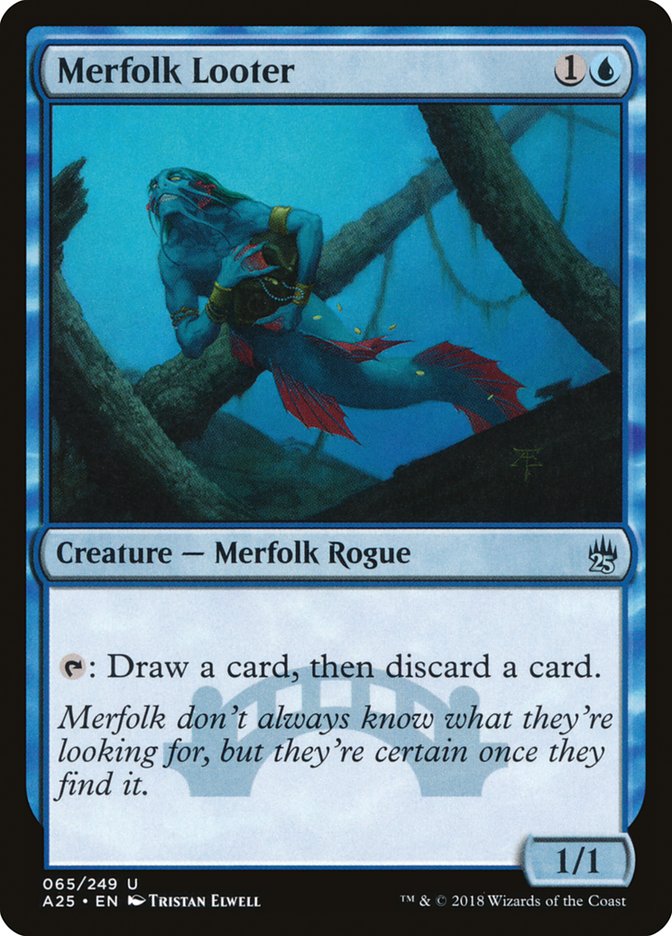 Merfolk Looter 1
Creature — Merfolk Rogue 25
: Draw a card, then discard a card.
Merfolk don't always know what they're
looking for, but they're certain once they
find it.
1/1
065/249 U
A25 • EN Tristan Elwell ™ & © 2018 Wizards of the Coast